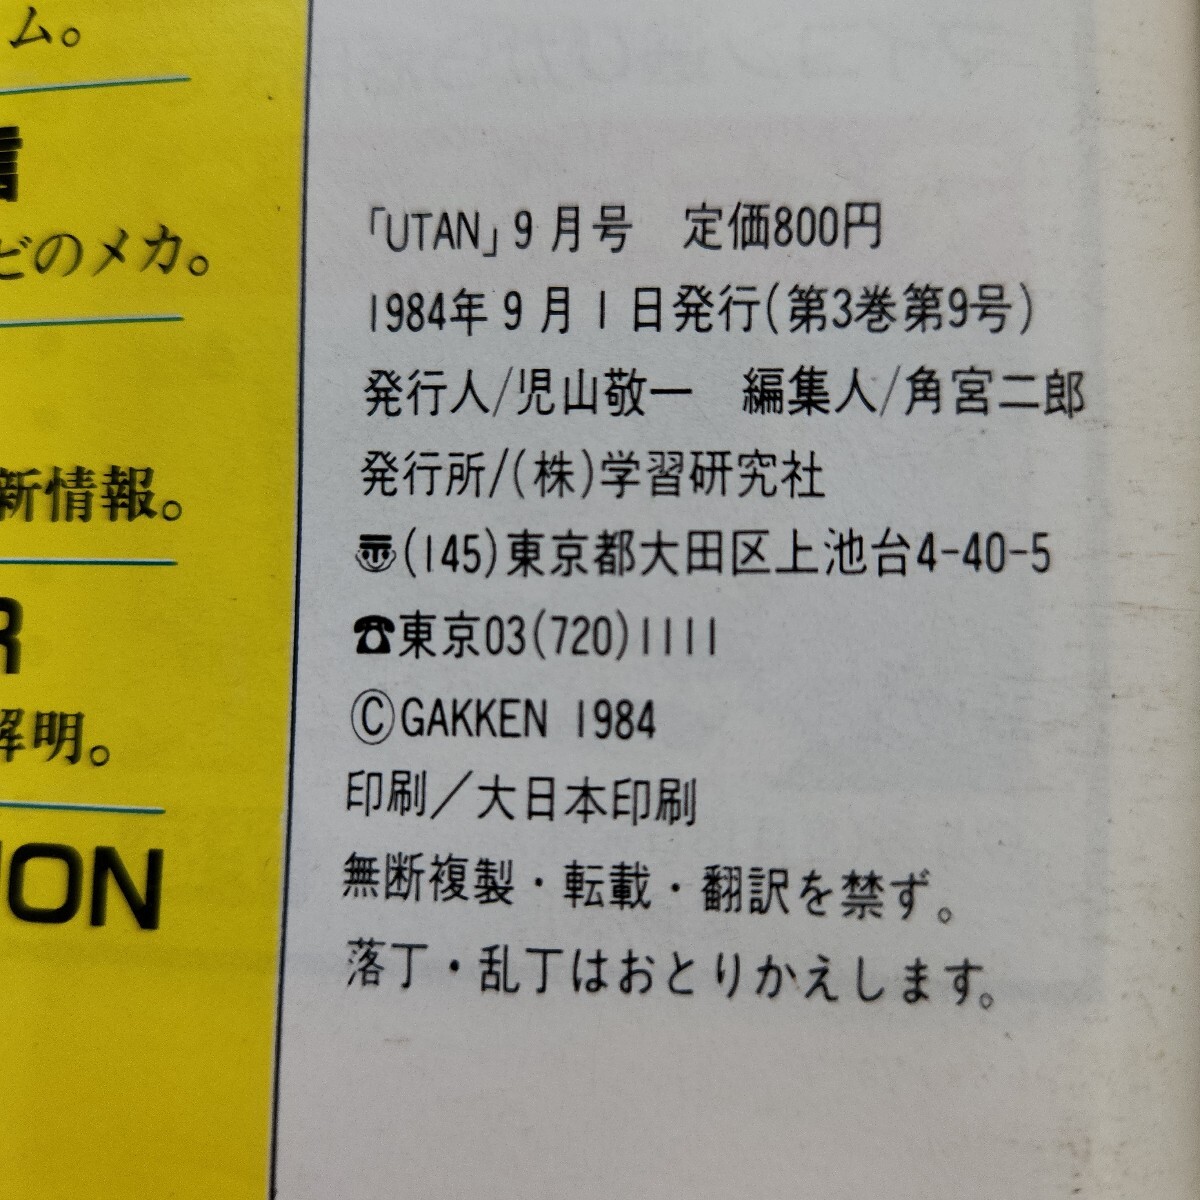 ム。
信
ビのメカ。
新情報。
R
解明。
ION
「UTAN」9月号　定価800円
1984年9月1日発行(第3巻第9号)
発行人/児山敬一　編集人/角宮二郎
発行所/(株)学習研究社
〠(145)東京都大田区上池台4-40-5
☎東京03(720)1111
©GAKKEN 1984
印刷／大日本印刷
無断複製・転載・翻訳を禁ず。
落丁・乱丁はおとりかえします。